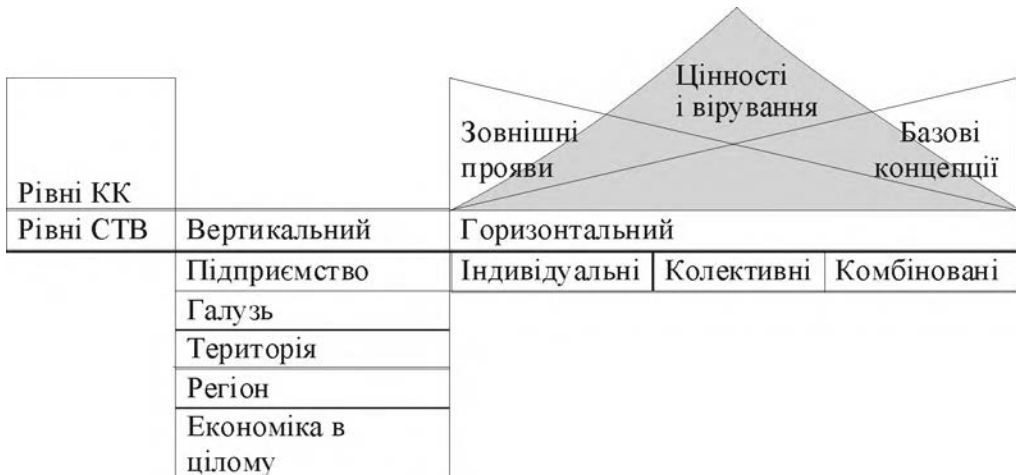 Цінності
і вірування
Зовнішні
прояви
Базові
концепції
Рівні КК
Рівні СТВ Вертикальний Горизонтальний
Підприємство Індивідуальні Колективні Комбіновані
Галузь
Територія
Регіон
Економіка в
цілому